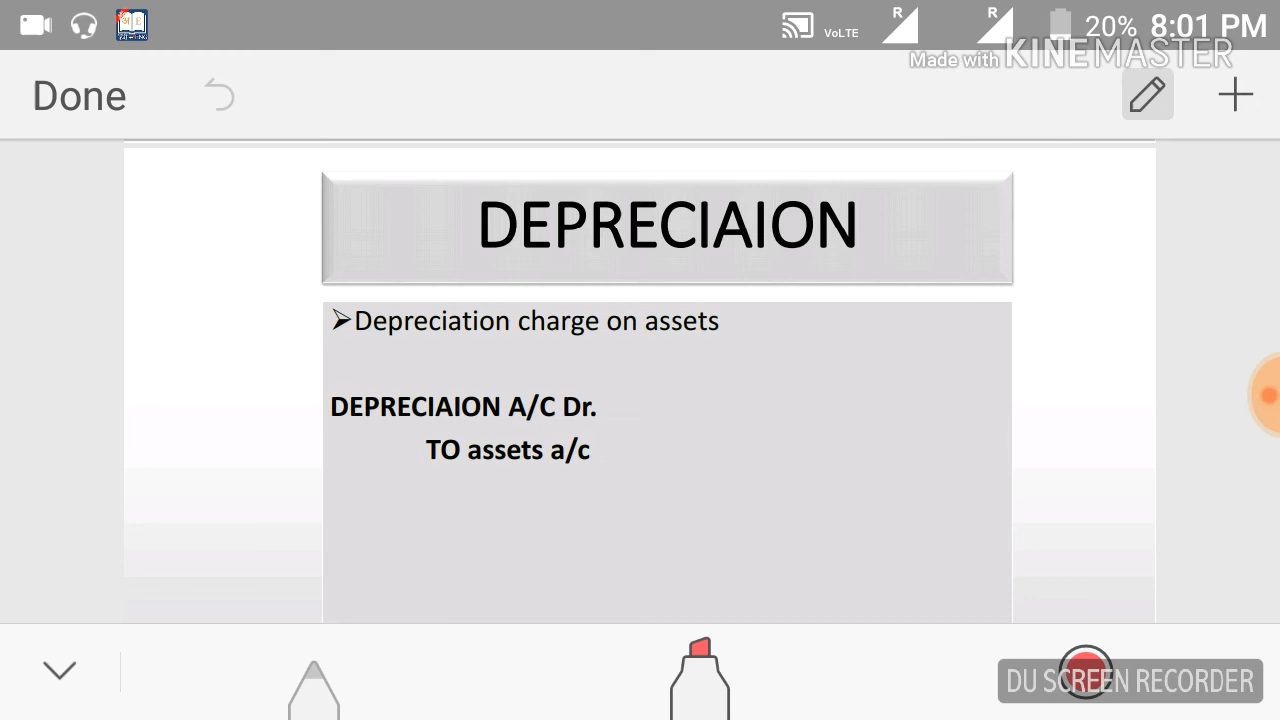 VoLTE R R 20% 8:01 PM
Made with KINEMASTER
Done
DEPRECIAION
➢Depreciation charge on assets
DEPRECIAION A/C Dr.
TO assets a/c
DU SCREEN RECORDER